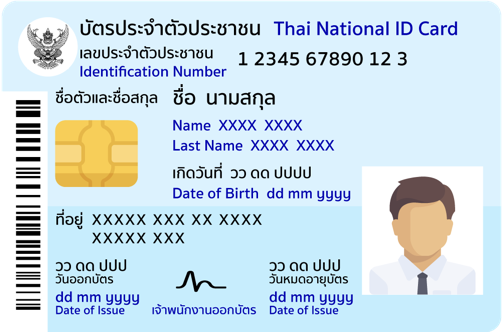 บัตรประจำตัวประชาชน Thai National ID Card
เลขประจำตัวประชาชน
Identification Number
1 2345 67890 12 3
ชื่อตัวและชื่อสกุล ชื่อ นามสกุล
Name XXXX XXXX
Last Name XXXX XXXX
เกิดวันที่ วว ดด ปปปป
Date of Birth dd mm yyyy
ที่อยู่ XXXXX XXX XX XXXX
XXXXX XXX
วว ดด ปปป
วันออกบัตร
dd mm yyyy
Date of Issue
เจ้าพนักงานออกบัตร
วว ดด ปปป
วันหมดอายุบัตร
dd mm yyyy
Date of Issue